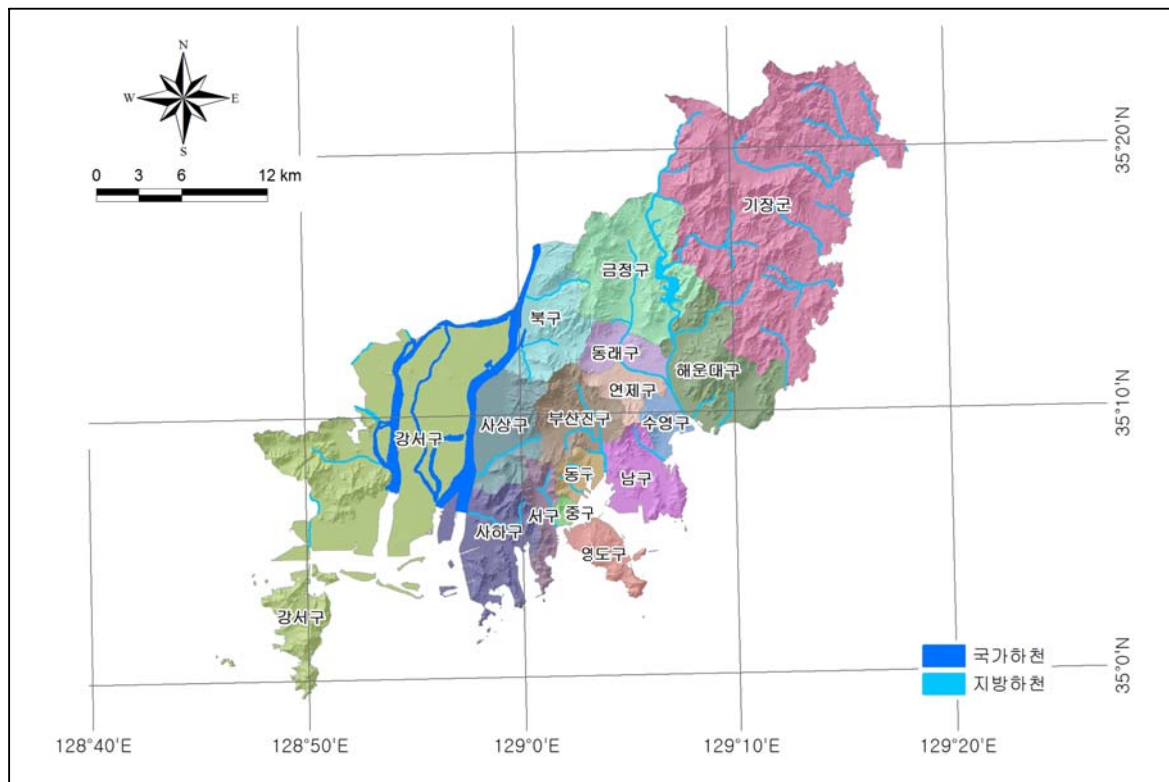 N
W
E
S
0 3 6 12 km
35°20'N
기장군
금정구
북구
동래구
해운대구
연제구
35°10'N
사상구
부산진구
수영구
강서구
동구
남구
서구
중구
사하구
영도구
강서구
국가하천
지방하천
35°0'N
128°40'E 128°50'E 129°0'E 129°10'E 129°20'E